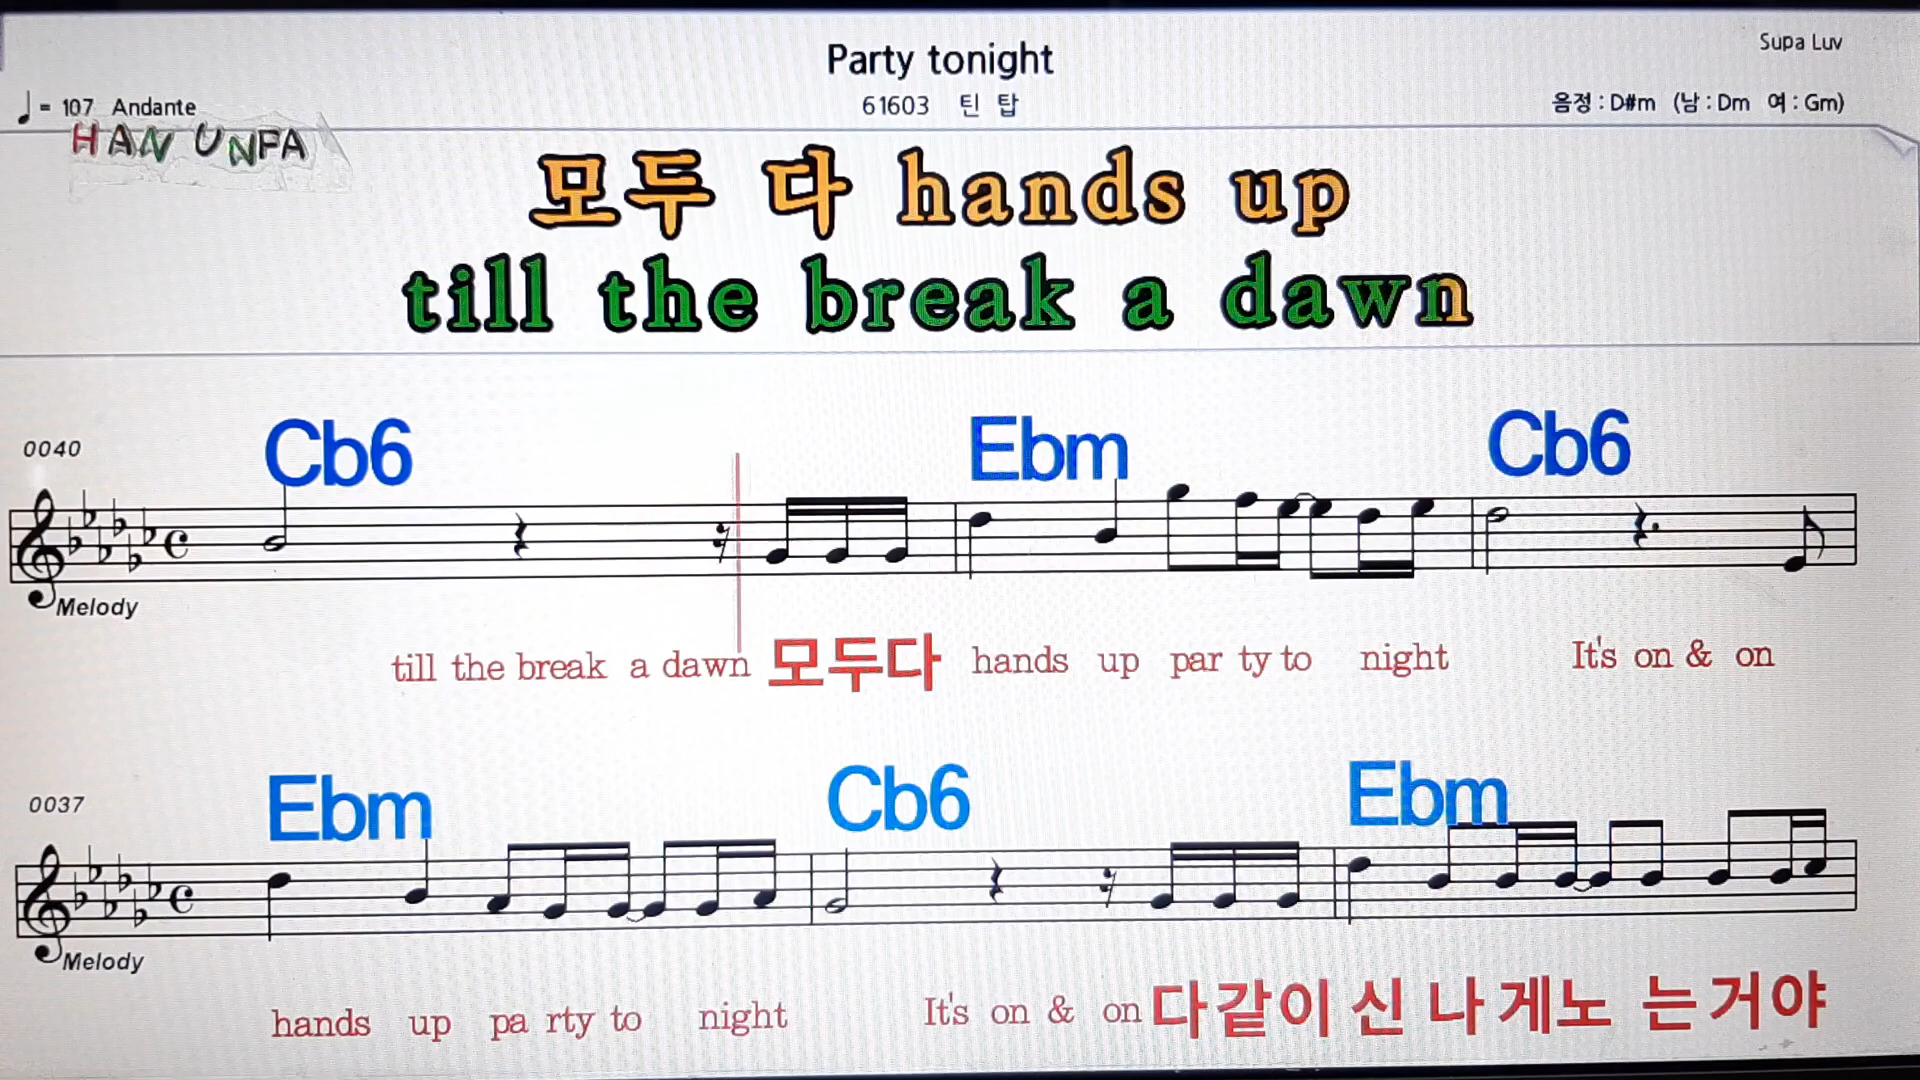 Party tonight
Supa Luv
♩= 107 Andante
61603 틴 탑
음정 : D#m (남 : Dm 여 : Gm)
HAN UNPA
모두 다 hands up
till the break a dawn
Cb6 Ebm Cb6
0040
Melody
till the break a dawn 모두다 hands up par ty to night It's on & on
Ebm Cb6 Ebm
0037
Melody
hands up pa rty to night It's on & on 다같이 신 나 게노 는거야